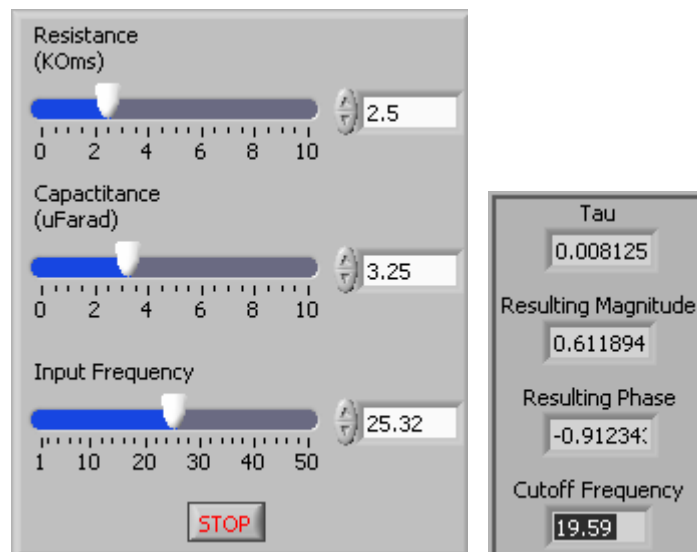 Resistance
(KOms)
2.5
0 2 4 6 8 10
Capactitance
(uFarad)
3.25
0 2 4 6 8 10
Input Frequency
25.32
1 10 20 30 40 50
STOP
Tau
0.008125
Resulting Magnitude
0.611894
Resulting Phase
-0.91234
Cutoff Frequency
19.59